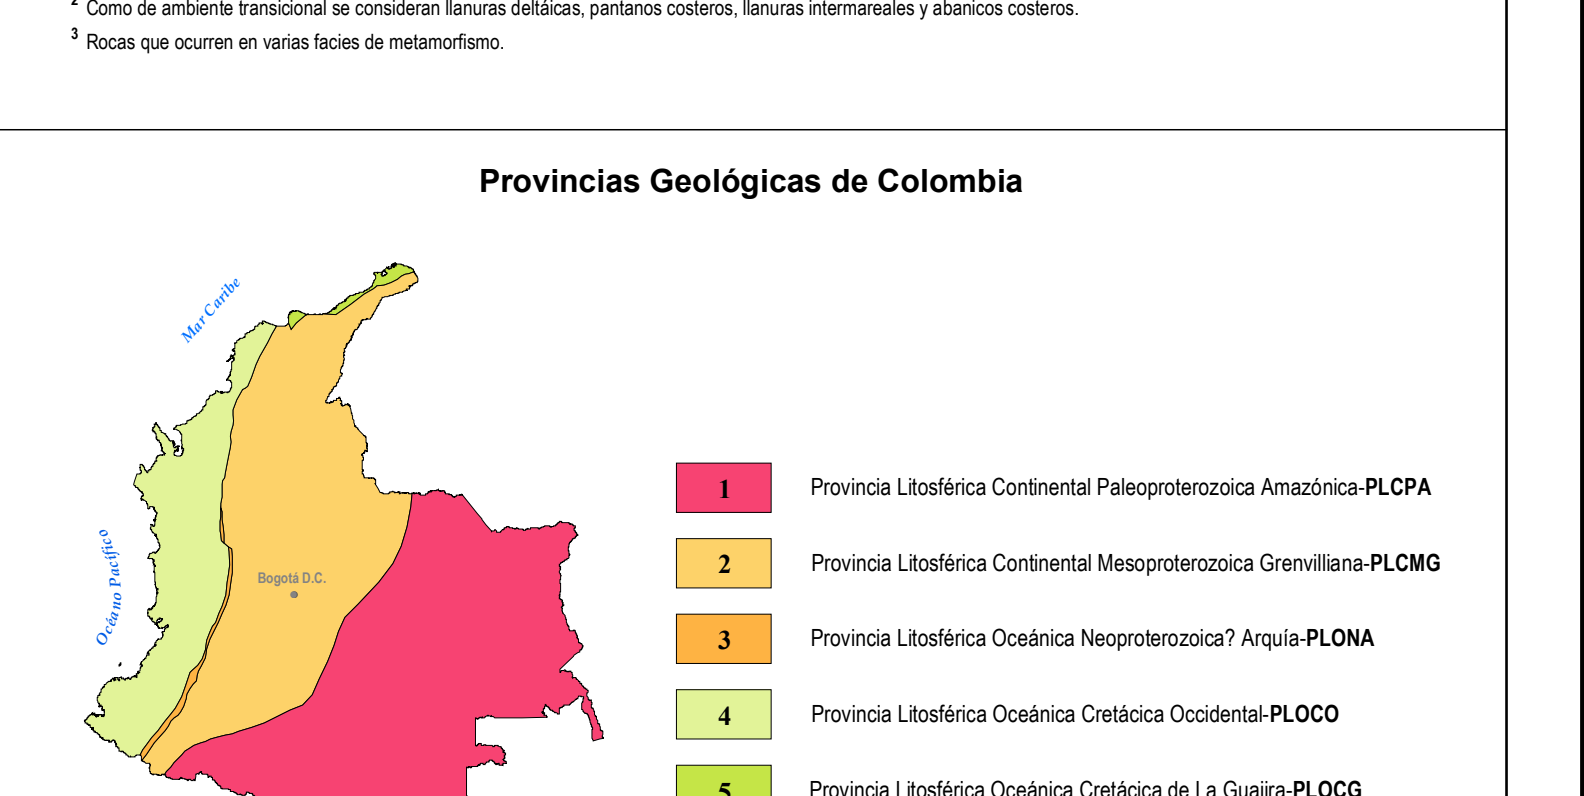 2 Como de ambiente transicional se consideran llanuras deltáicas, pantanos costeros, llanuras intermareales y abanicos costeros.
3 Rocas que ocurren en varias facies de metamorfismo.
Provincias Geológicas de Colombia
Mar Caribe
Océano Pacífico
Bogotá D.C.
1 Provincia Litosférica Continental Paleoproterozoica Amazónica-PLCPA
2 Provincia Litosférica Continental Mesoproterozoica Grenvilliana-PLCMG
3 Provincia Litosférica Oceánica Neoproterozoica? Arquía-PLONA
4 Provincia Litosférica Oceánica Cretácica Occidental-PLOCO
5 Provincia Litosférica Oceánica Cretácica de La Guajira-PLOCG